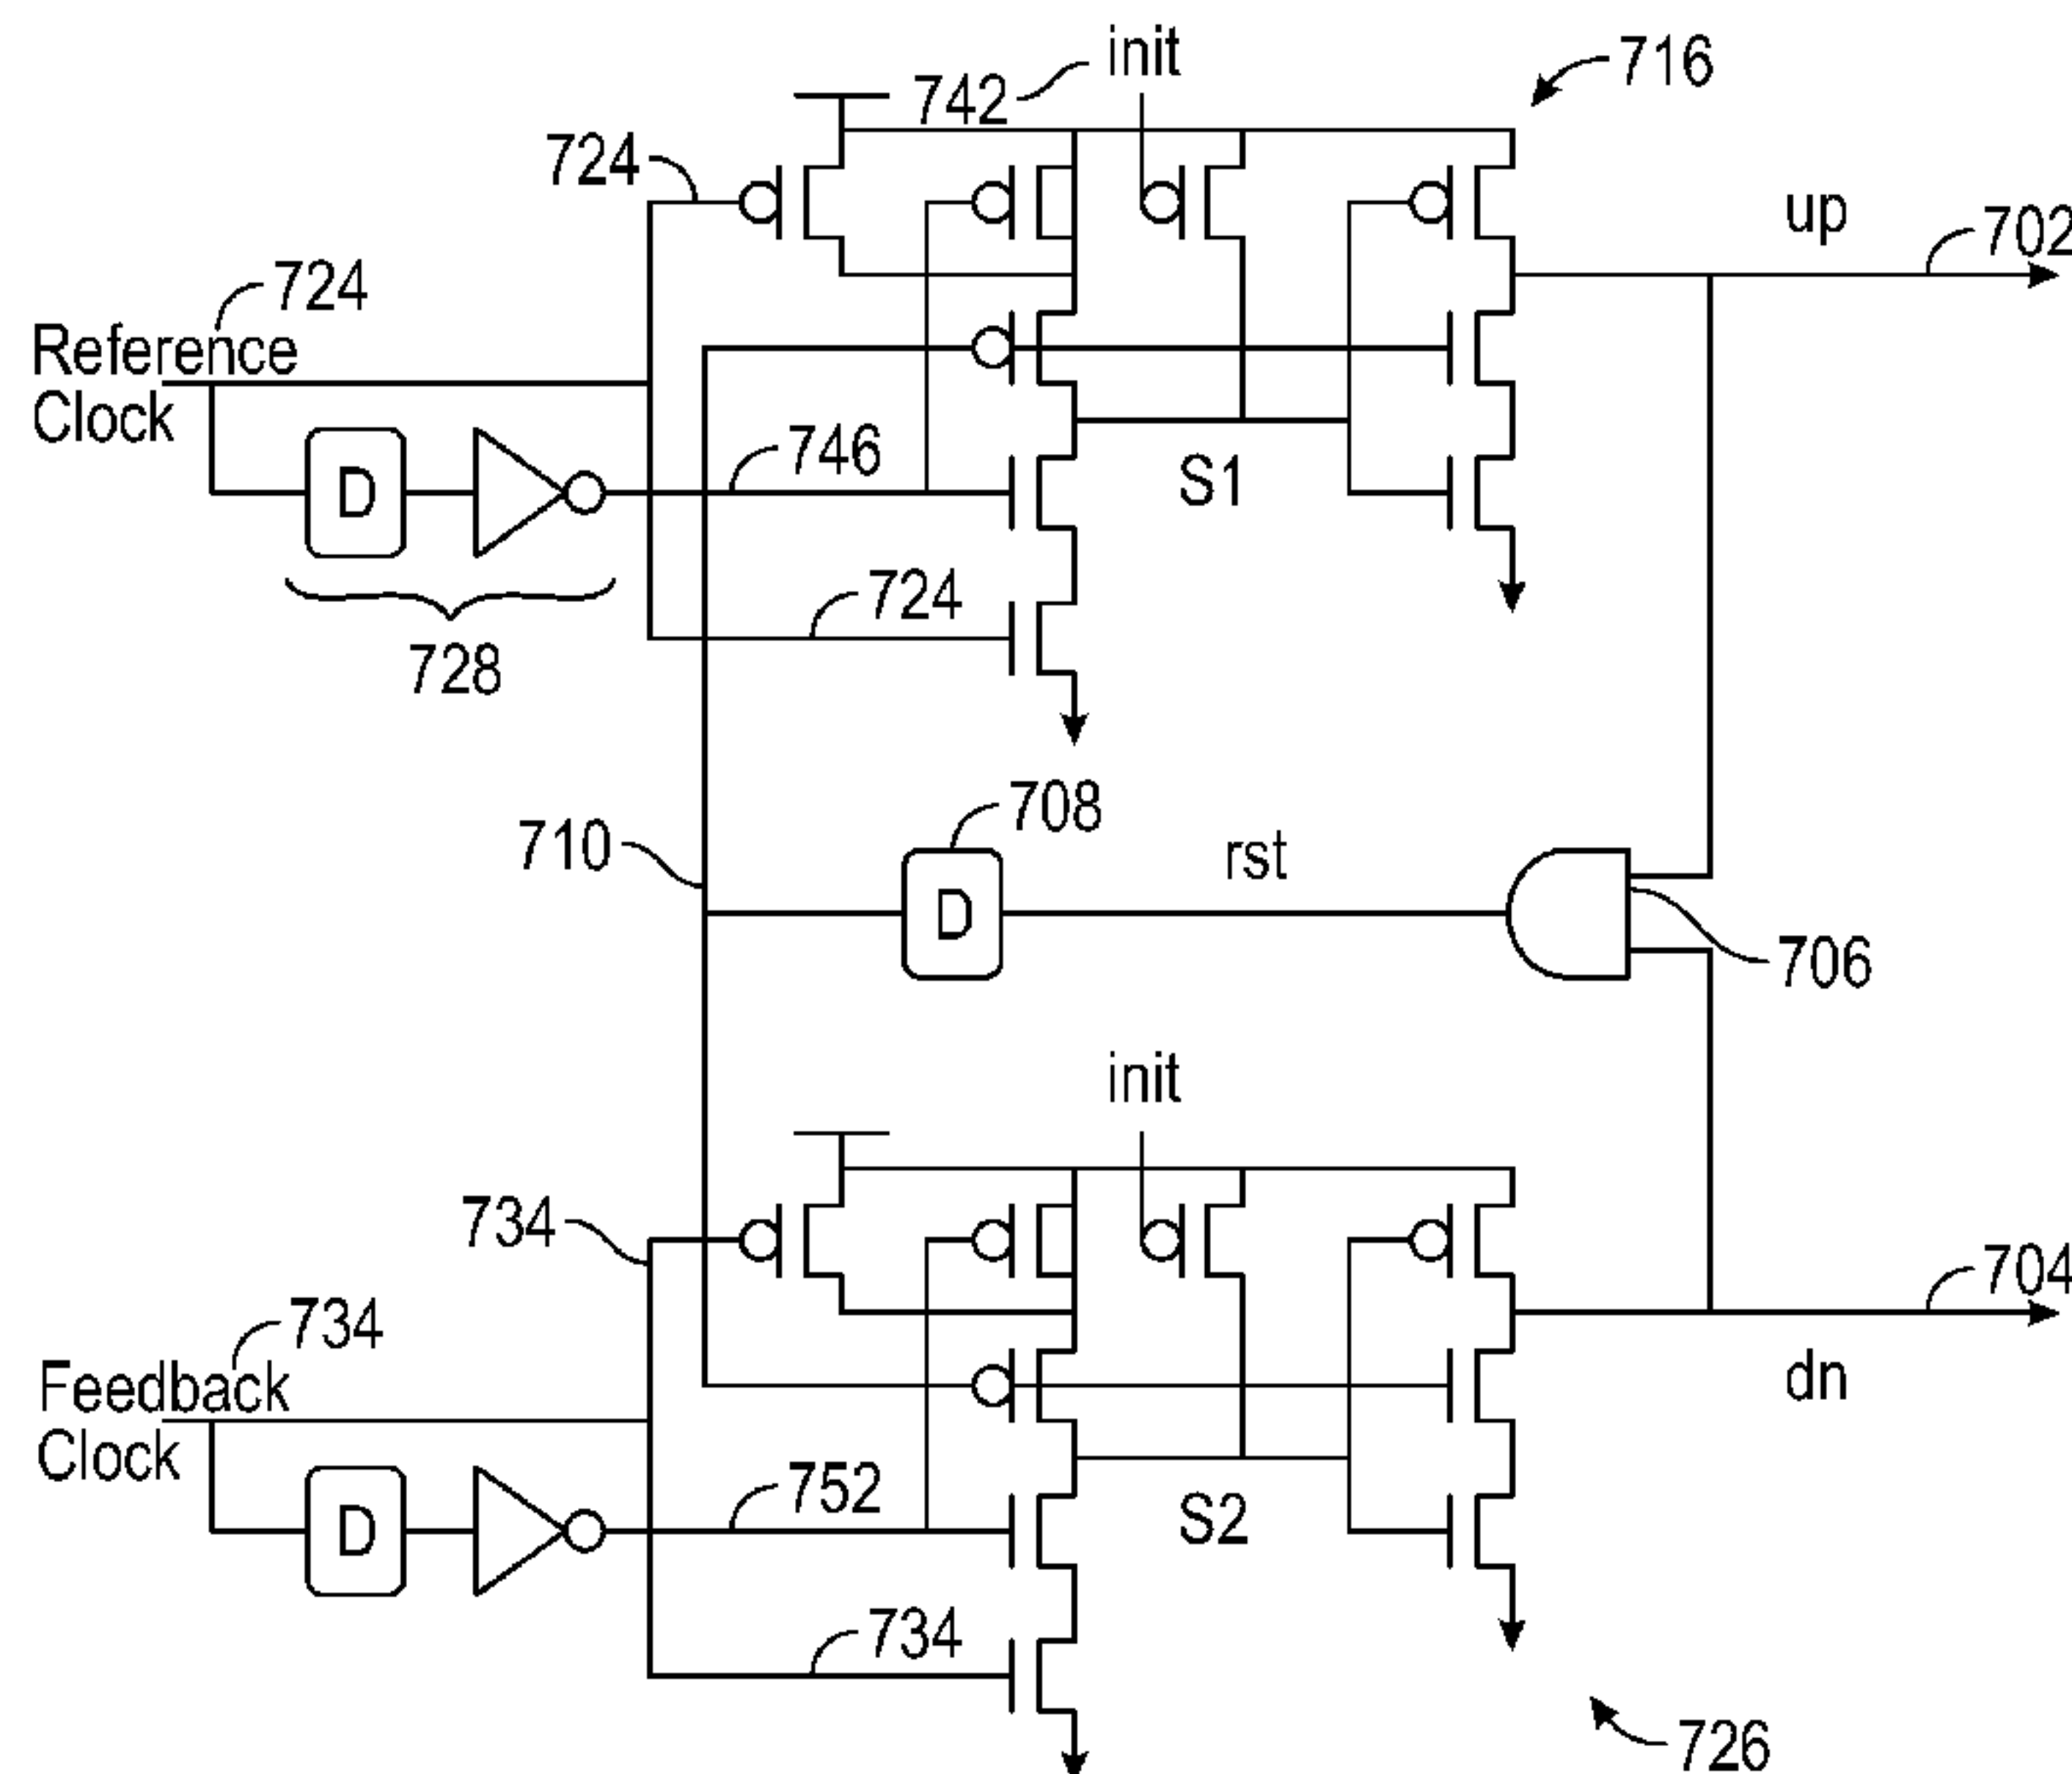 init
716
742
724
up
702
724
Reference
Clock
746
D
S1
724
728
708
710
rst
D
706
init
734
704
734
Feedback
dn
Clock
752
D
S2
734
726